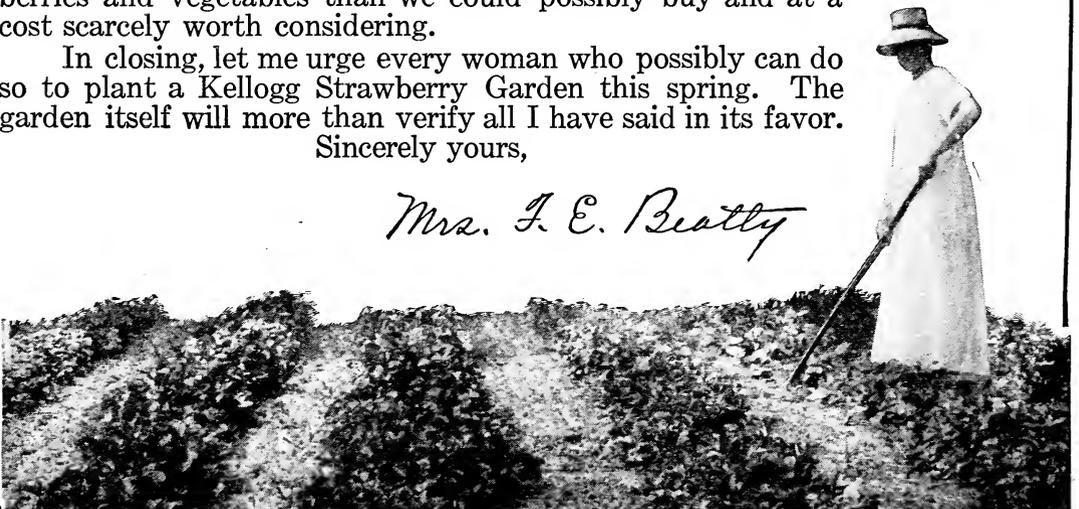 berries and vegetables than we could possibly buy and at a
cost scarcely worth considering.
In closing, let me urge every woman who possibly can do
so to plant a Kellogg Strawberry Garden this spring. The
garden itself will more than verify all I have said in its favor.
Sincerely yours,
Mrs. F. E. Beatty